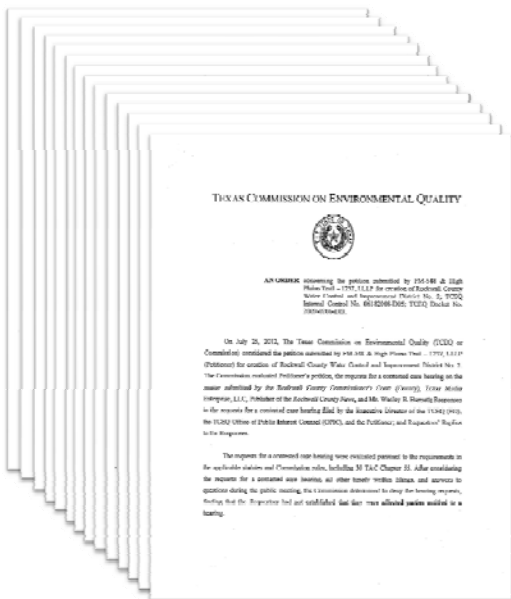 TEXAS COMMISSION ON ENVIRONMENTAL QUALITY
AN ORDER concerning the petition submitted by FM 548 & High
Plains Trail – 1757, LLLP for creation of Rockwall County
Water Control and Improvement District No. 2, TCEQ
Internal Control No.; TCEQ Docket No.
On July 25, 2012, The Texas Commission on Environmental Quality (TCEQ or
Commission) considered the petition submitted by FM 548 & High Plains Trail – 1757, LLLP
(Petitioner) for creation of Rockwall County Water Control and Improvement District No. 2.
The Commission evaluated Petitioner's petition, the requests for a contested case hearing on the
matter submitted by the Rockwall County Commissioner's Court (County), Texas Media
Enterprise, LLC, Publisher of the Rockwall County News, and Mr.; Responses
to the requests for a contested case hearing filed by the Executive Director of the TCEQ (ED),
the TCEQ Office of Public Interest Counsel (OPIC), and the Petitioner; and Requestors' Replies
to the Responses.
The requests for a contested case hearing were evaluated pursuant to the requirements in
the applicable statutes and Commission rules, including 30 TAC Chapter 55. After considering
the requests for a contested case hearing, all other timely written filings, and answers to
questions during the public meeting, the Commission determined to deny the hearing requests,
finding that the Requestors had not established that they were affected parties entitled to a
hearing.